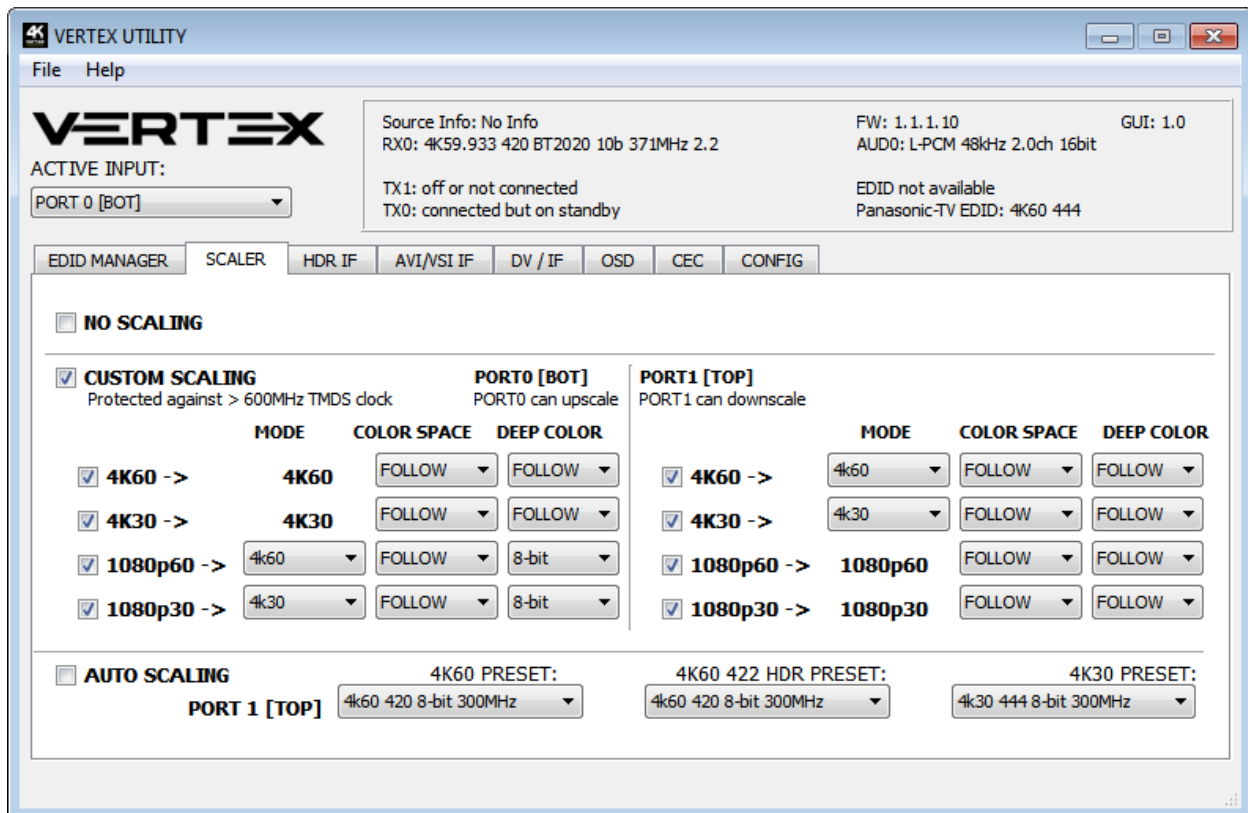 4K
VERTEX UTILITY
File Help
VERTEX
ACTIVE INPUT:
PORT 0 [BOT]
Source Info: No Info
RX0: 4K59.933 420 BT2020 10b 371MHz 2.2
TX1: off or not connected
TX0: connected but on standby
FW: 1.1.1.10 GUI: 1.0
AUD0: L-PCM 48kHz 2.0ch 16bit
EDID not available
Panasonic-TV EDID: 4K60 444
EDID MANAGER SCALER HDR IF AVI/VSI IF DV / IF OSD CEC CONFIG
NO SCALING
CUSTOM SCALING PORT0 [BOT] PORT1 [TOP]
Protected against > 600MHz TMDS clock PORT0 can upscale PORT1 can downscale
MODE COLOR SPACE DEEP COLOR MODE COLOR SPACE DEEP COLOR
4K60 -> 4K60 FOLLOW FOLLOW 4K60 -> 4k60 FOLLOW FOLLOW
4K30 -> 4K30 FOLLOW FOLLOW 4K30 -> 4k30 FOLLOW FOLLOW
1080p60 -> 4k60 FOLLOW 8-bit 1080p60 -> 1080p60 FOLLOW FOLLOW
1080p30 -> 4k30 FOLLOW 8-bit 1080p30 -> 1080p30 FOLLOW FOLLOW
AUTO SCALING 4K60 PRESET: 4K60 422 HDR PRESET: 4K30 PRESET:
PORT 1 [TOP] 4k60 420 8-bit 300MHz 4k60 420 8-bit 300MHz 4k30 444 8-bit 300MHz